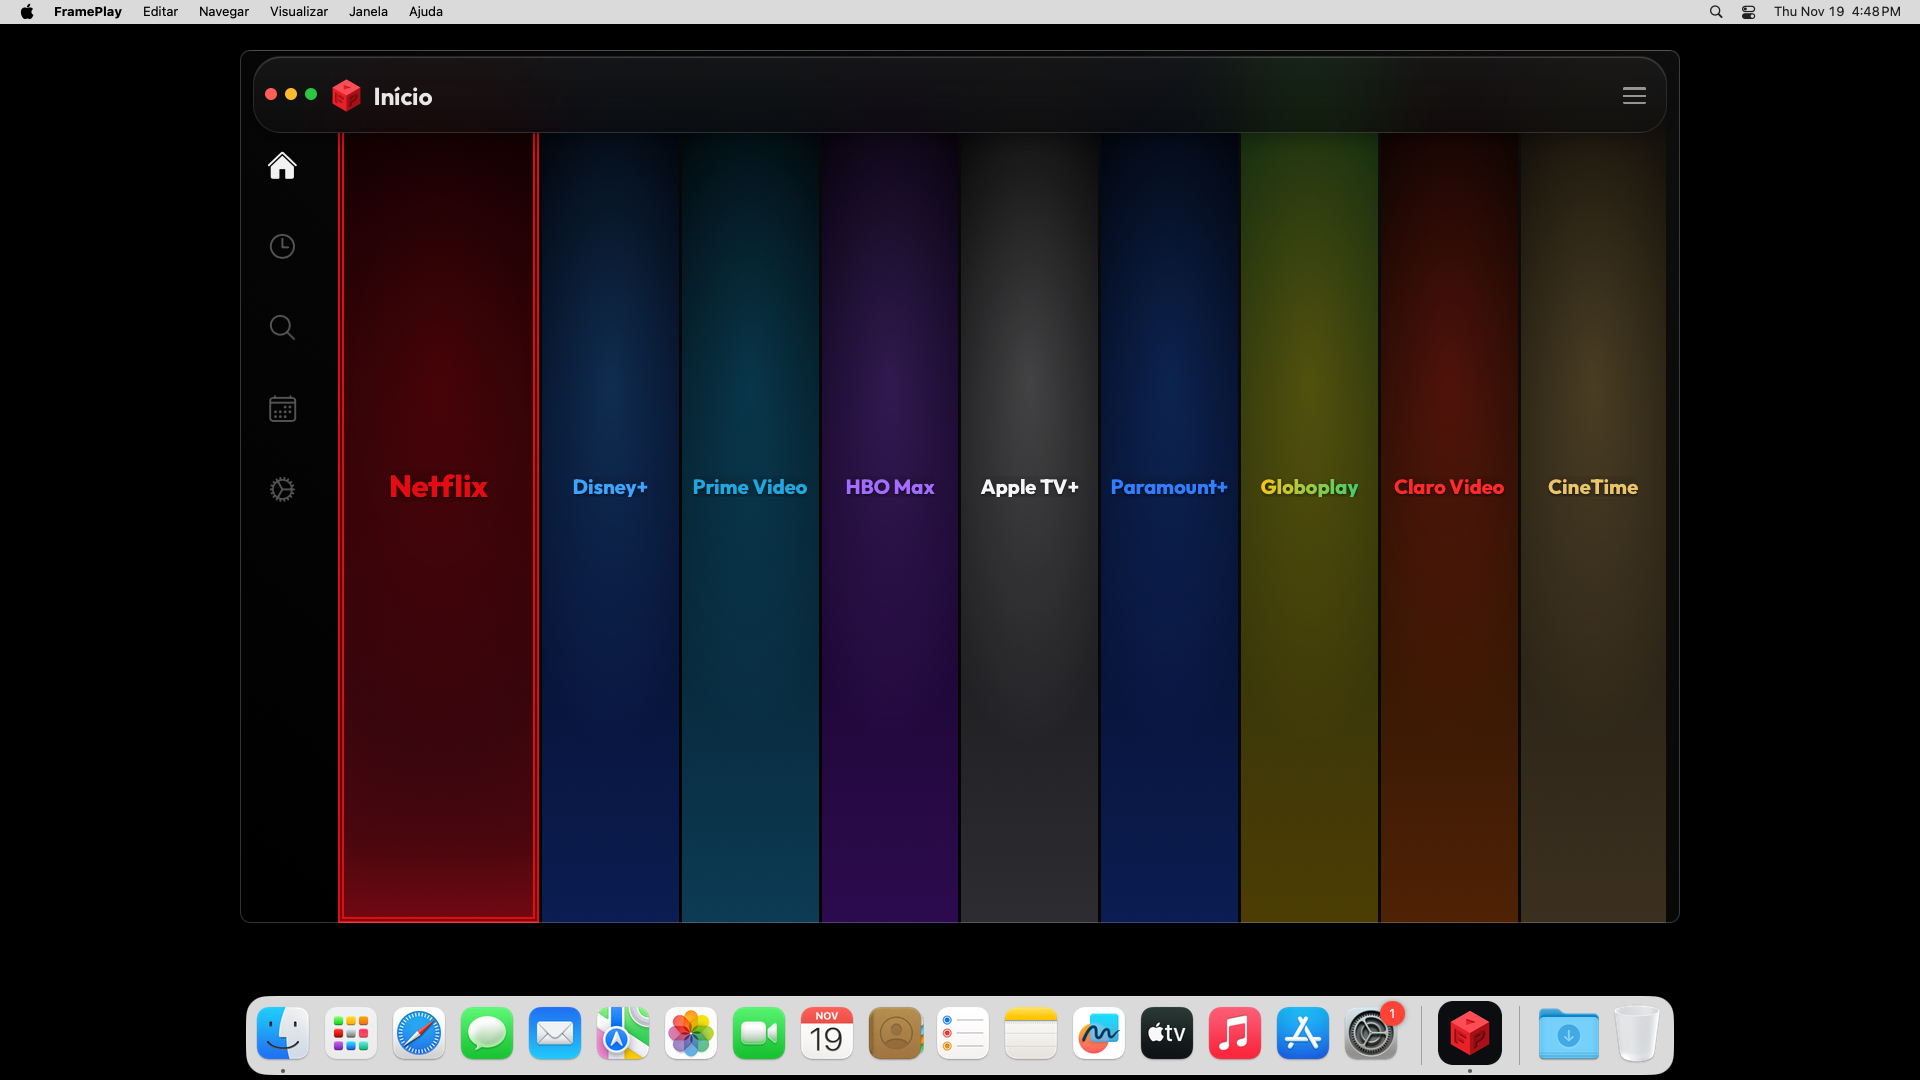 FramePlay Editar Navegar Visualizar Janela Ajuda Thu Nov 19 4:48 PM
Início
Netflix Disney+ Prime Video HBO Max Apple TV+ Paramount+ Globoplay Claro Video CineTime
NOV
19
tv
1